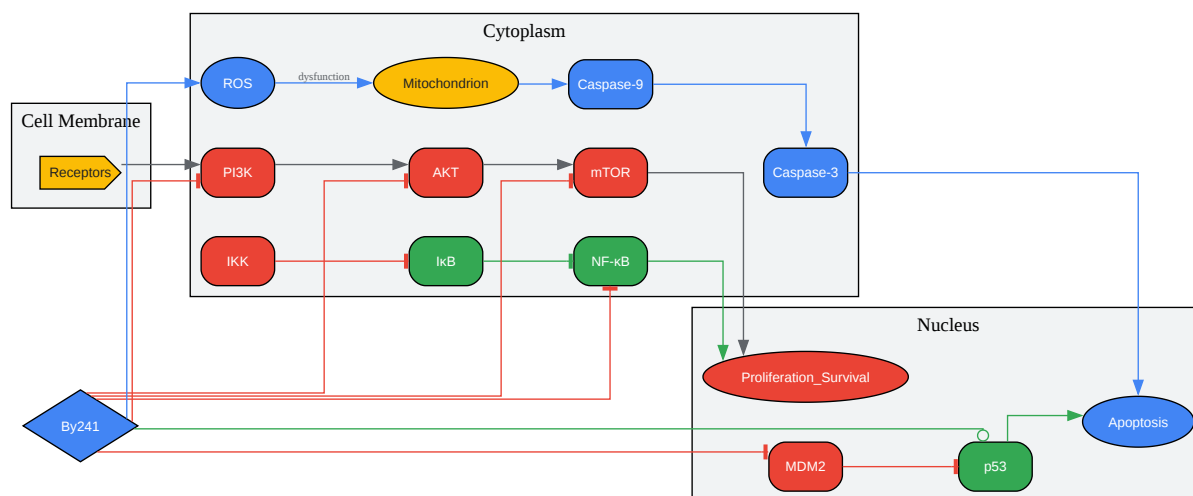 Cytoplasm
ROS
dysfunction
Mitochondrion
Caspase-9
Cell Membrane
Receptors
PI3K
AKT
mTOR
Caspase-3
IKK
IκB
NF-κB
Nucleus
Proliferation_Survival
By241
Apoptosis
MDM2
p53